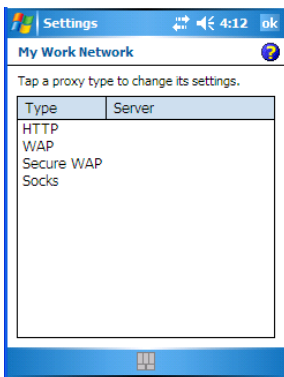 Settings 4:12 ok
My Work Network ?
Tap a proxy type to change its settings.
Type Server
HTTP
WAP
Secure WAP
Socks